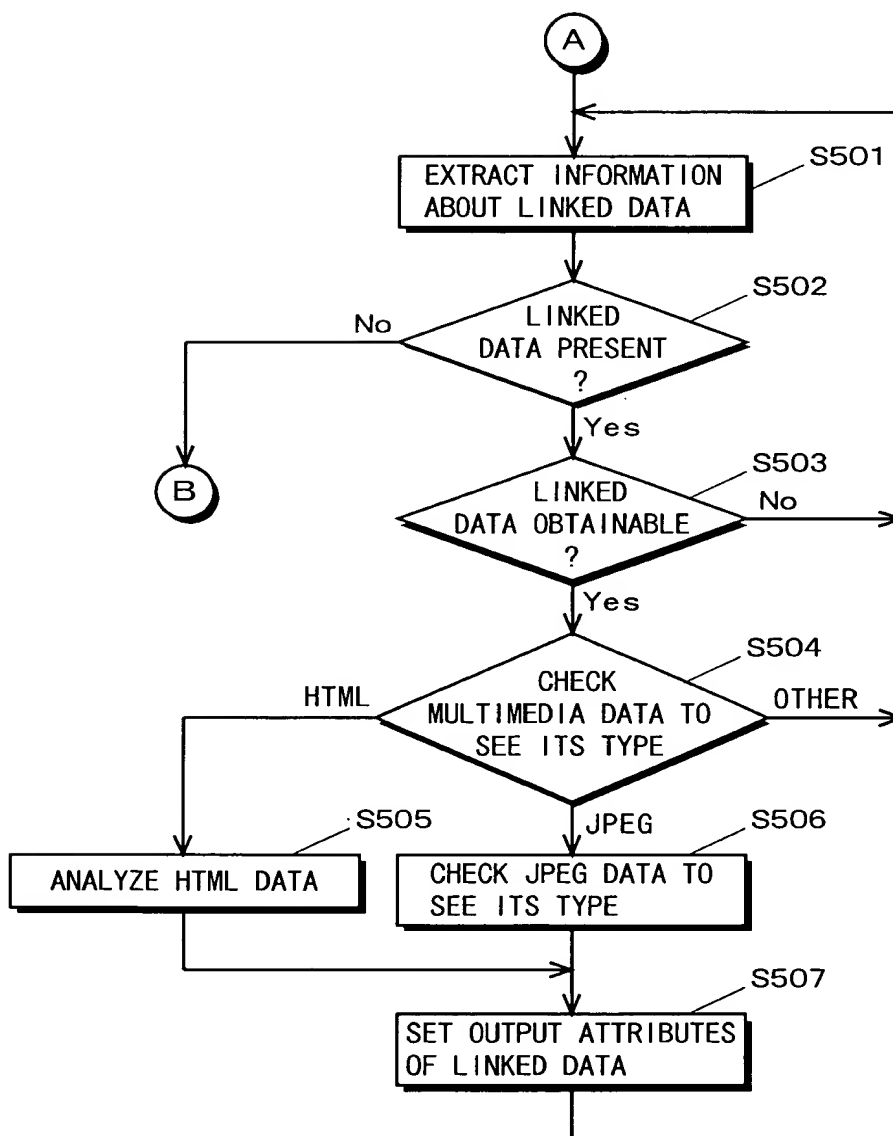 A
S501
EXTRACT INFORMATION
ABOUT LINKED DATA
S502
No
LINKED
DATA PRESENT
?
Yes
B
S503
LINKED
DATA OBTAINABLE
?
No
Yes
S504
HTML
CHECK
MULTIMEDIA DATA TO
SEE ITS TYPE
OTHER
JPEG
S505
S506
ANALYZE HTML DATA
CHECK JPEG DATA TO
SEE ITS TYPE
S507
SET OUTPUT ATTRIBUTES
OF LINKED DATA